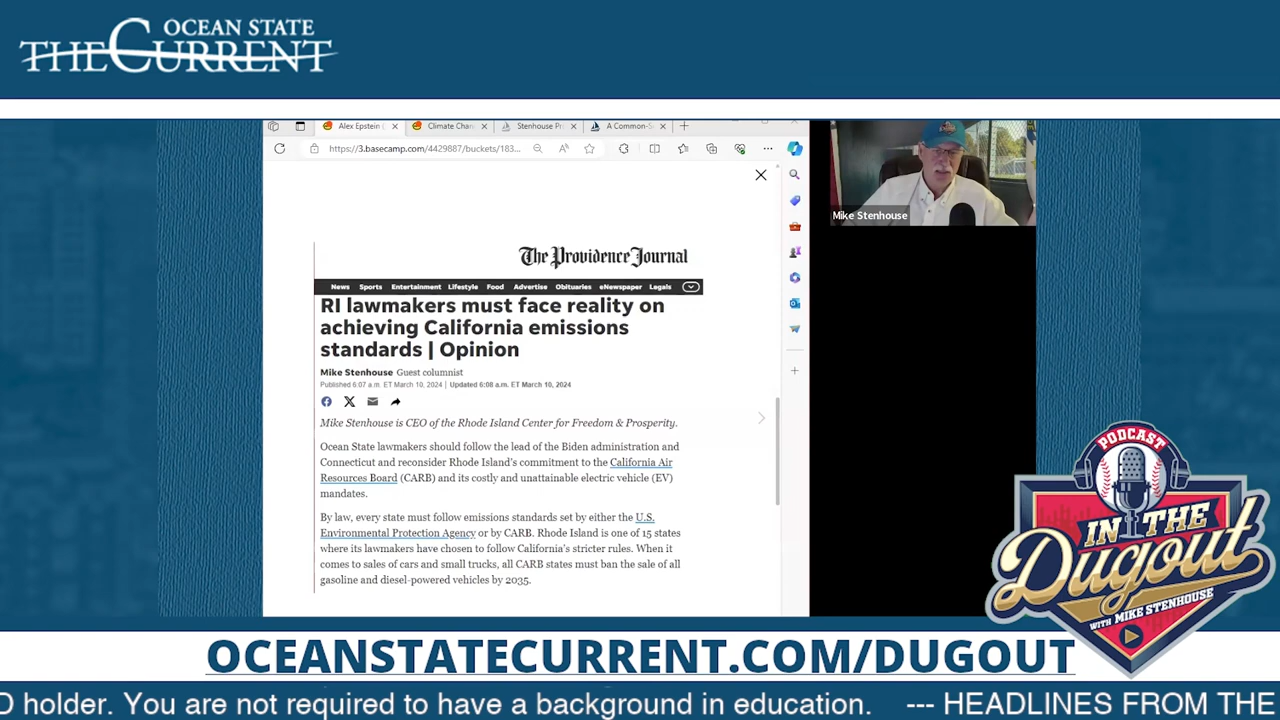 OCEAN STATE
THE CURRENT
Alex Epstein (
Climate Chan
Stenhouse Pr
A Common-S
https://3.basecamp.com/4429887/buckets/183...
Mike Stenhouse
The Providence Journal
News Sports Entertainment Lifestyle Food Advertise Obituaries eNewspaper Legals
RI lawmakers must face reality on
achieving California emissions
standards | Opinion
Mike Stenhouse Guest columnist
Published 6:07 a.m. ET March 10, 2024 | Updated 6:08 a.m. ET March 10, 2024
Mike Stenhouse is CEO of the Rhode Island Center for Freedom & Prosperity.
Ocean State lawmakers should follow the lead of the Biden administration and
Connecticut and reconsider Rhode Island's commitment to the California Air
Resources Board (CARB) and its costly and unattainable electric vehicle (EV)
mandates.
By law, every state must follow emissions standards set by either the U.S.
Environmental Protection Agency or by CARB. Rhode Island is one of 15 states
where its lawmakers have chosen to follow California's stricter rules. When it
comes to sales of cars and small trucks, all CARB states must ban the sale of all
gasoline and diesel-powered vehicles by 2035.
PODCAST
IN THE
Dugout
WITH MIKE STENHOUSE
OCEANSTATECURRENT.COM/DUGOUT
D holder. You are not required to have a background in education. --- HEADLINES FROM THE